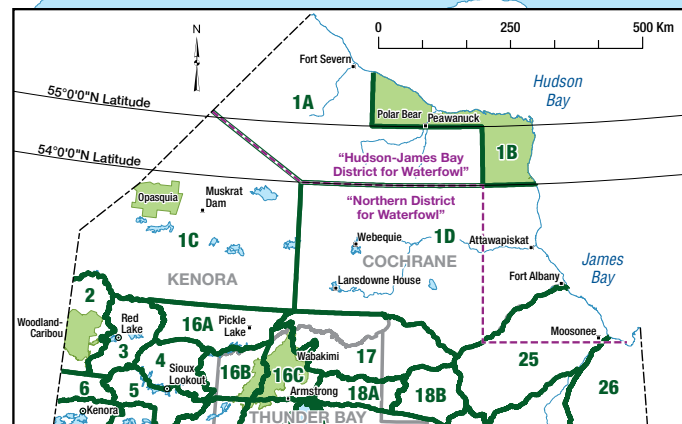 N
0
250
500 Km
Fort Severn
Hudson
Bay
1A
55°0'0"N Latitude
Polar Bear
Peawanuck
1B
54°0'0"N Latitude
“Hudson-James Bay
District for Waterfowl”
Opasquia
Muskrat
Dam
“Northern District
for Waterfowl”
1C
Webequie
1D
Attawapiskat
COCHRANE
James
Bay
KENORA
Lansdowne House
Fort Albany
2
Woodland-
Caribou
Red
Lake
16A
Pickle
Lake
Moosonee
3
4
Wabakimi
17
25
Sioux
Lookout
16B
16C
6
5
Armstrong
18A
18B
26
Kenora
THUNDER BAY